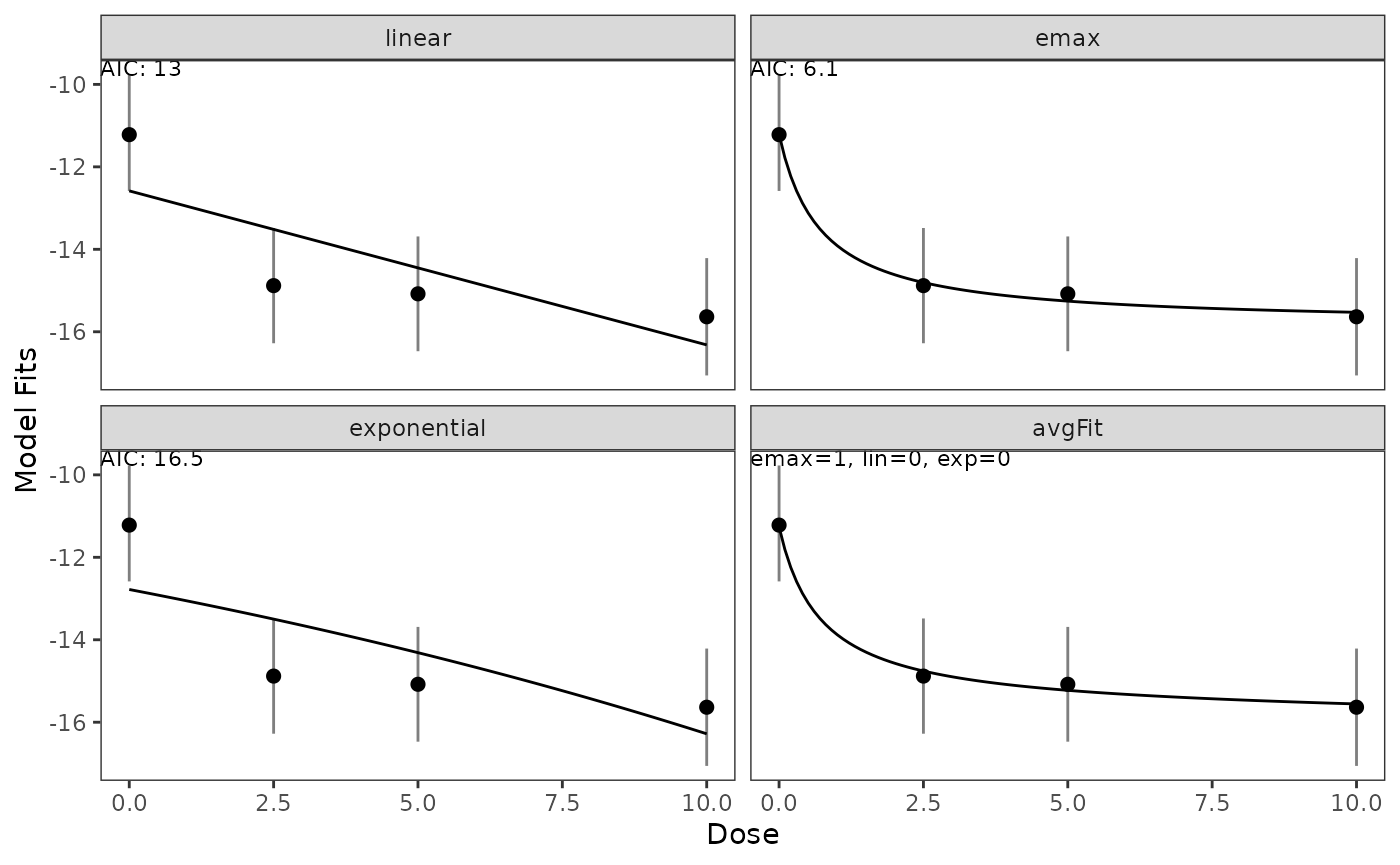 linear
emax
AIC: 13
AIC: 6.1
-10
-12
-14
-16
exponential
avgFit
AIC: 16.5
emax=1, lin=0, exp=0
-10
-12
-14
-16
Model Fits
0.0 2.5 5.0 7.5 10.0
0.0 2.5 5.0 7.5 10.0
Dose